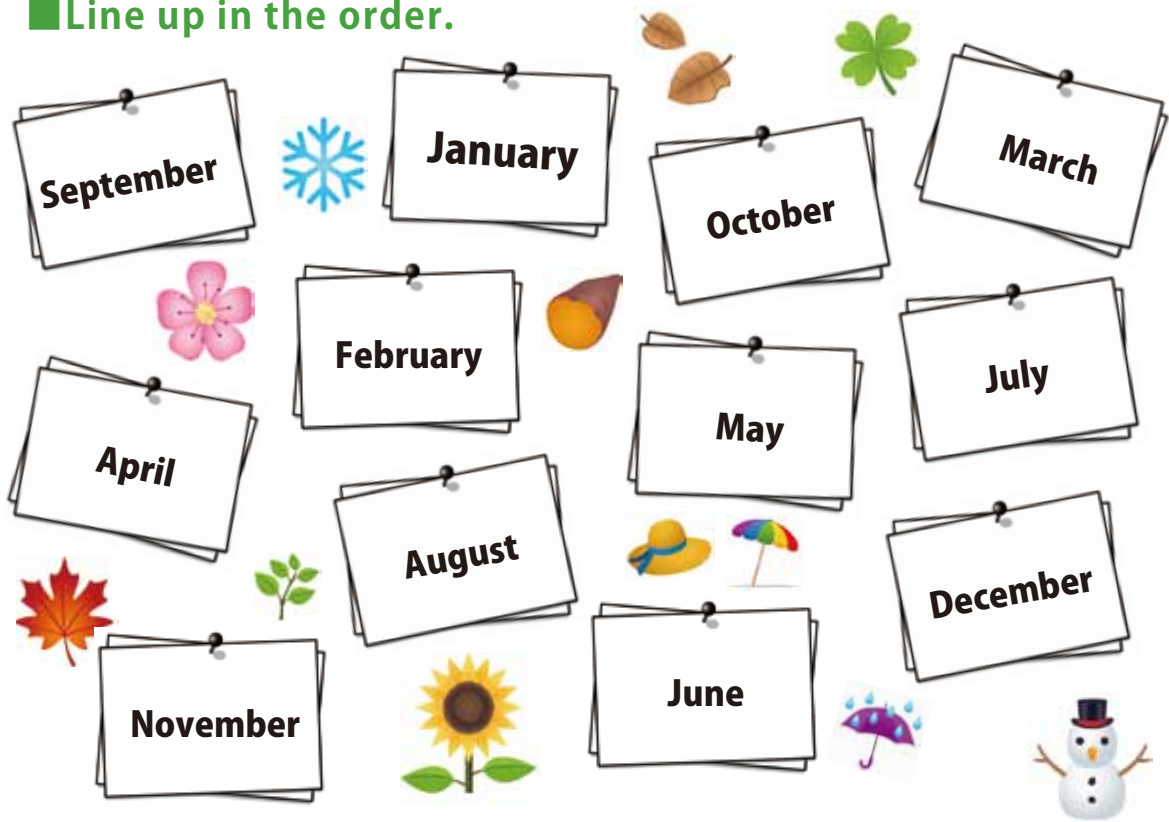 ■Line up in the order.
September
January
October
March
February
July
April
May
August
December
November
June